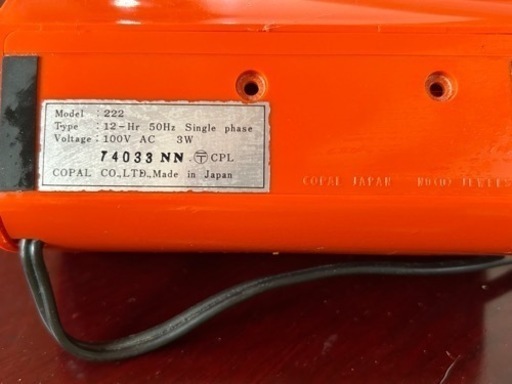 Model : 222
Type : 12-Hr 50Hz Single phase
Voltage : 100V AC 3W
74033 NN . 〒 CPL
COPAL CO.,LTD., Made in Japan
COPAL JAPAN